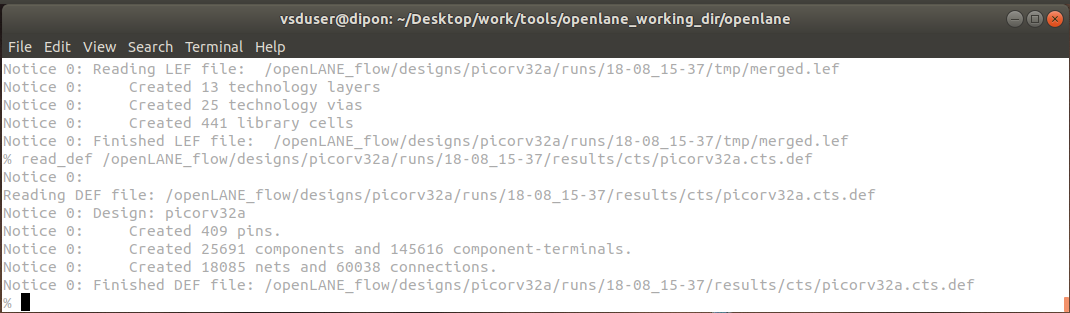 vsduser@dipon: ~/Desktop/work/tools/openlane_working_dir/openlane
File Edit View Search Terminal Help
Notice 0: Reading LEF file:  /openLANE_flow/designs/picorv32a/runs/18-08_15-37/tmp/merged.lef
Notice 0:     Created 13 technology layers
Notice 0:     Created 25 technology vias
Notice 0:     Created 441 library cells
Notice 0: Finished LEF file:  /openLANE_flow/designs/picorv32a/runs/18-08_15-37/tmp/merged.lef
% read_def /openLANE_flow/designs/picorv32a/runs/18-08_15-37/results/cts/picorv32a.cts.def
Notice 0:
Reading DEF file: /openLANE_flow/designs/picorv32a/runs/18-08_15-37/results/cts/picorv32a.cts.def
Notice 0: Design: picorv32a
Notice 0:     Created 409 pins.
Notice 0:     Created 25691 components and 145616 component-terminals.
Notice 0:     Created 18085 nets and 60038 connections.
Notice 0: Finished DEF file: /openLANE_flow/designs/picorv32a/runs/18-08_15-37/results/cts/picorv32a.cts.def
%